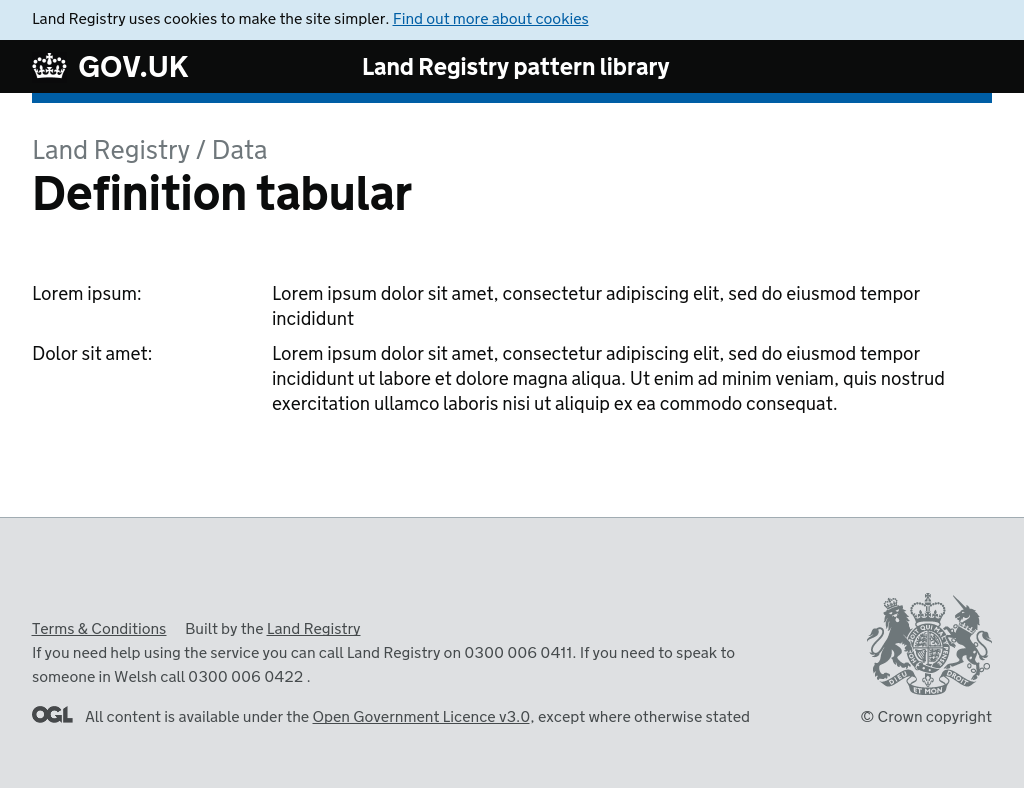 Land Registry uses cookies to make the site simpler. Find out more about cookies
GOV.UK
Land Registry pattern library
Land Registry / Data
Definition tabular
Lorem ipsum:
Lorem ipsum dolor sit amet, consectetur adipiscing elit, sed do eiusmod tempor
incididunt
Dolor sit amet:
Lorem ipsum dolor sit amet, consectetur adipiscing elit, sed do eiusmod tempor
incididunt ut labore et dolore magna aliqua. Ut enim ad minim veniam, quis nostrud
exercitation ullamco laboris nisi ut aliquip ex ea commodo consequat.
Terms & Conditions Built by the Land Registry
If you need help using the service you can call Land Registry on 0300 006 0411. If you need to speak to
someone in Welsh call 0300 006 0422 .
OGL All content is available under the Open Government Licence v3.0, except where otherwise stated
DIEU ET MON DROIT
© Crown copyright